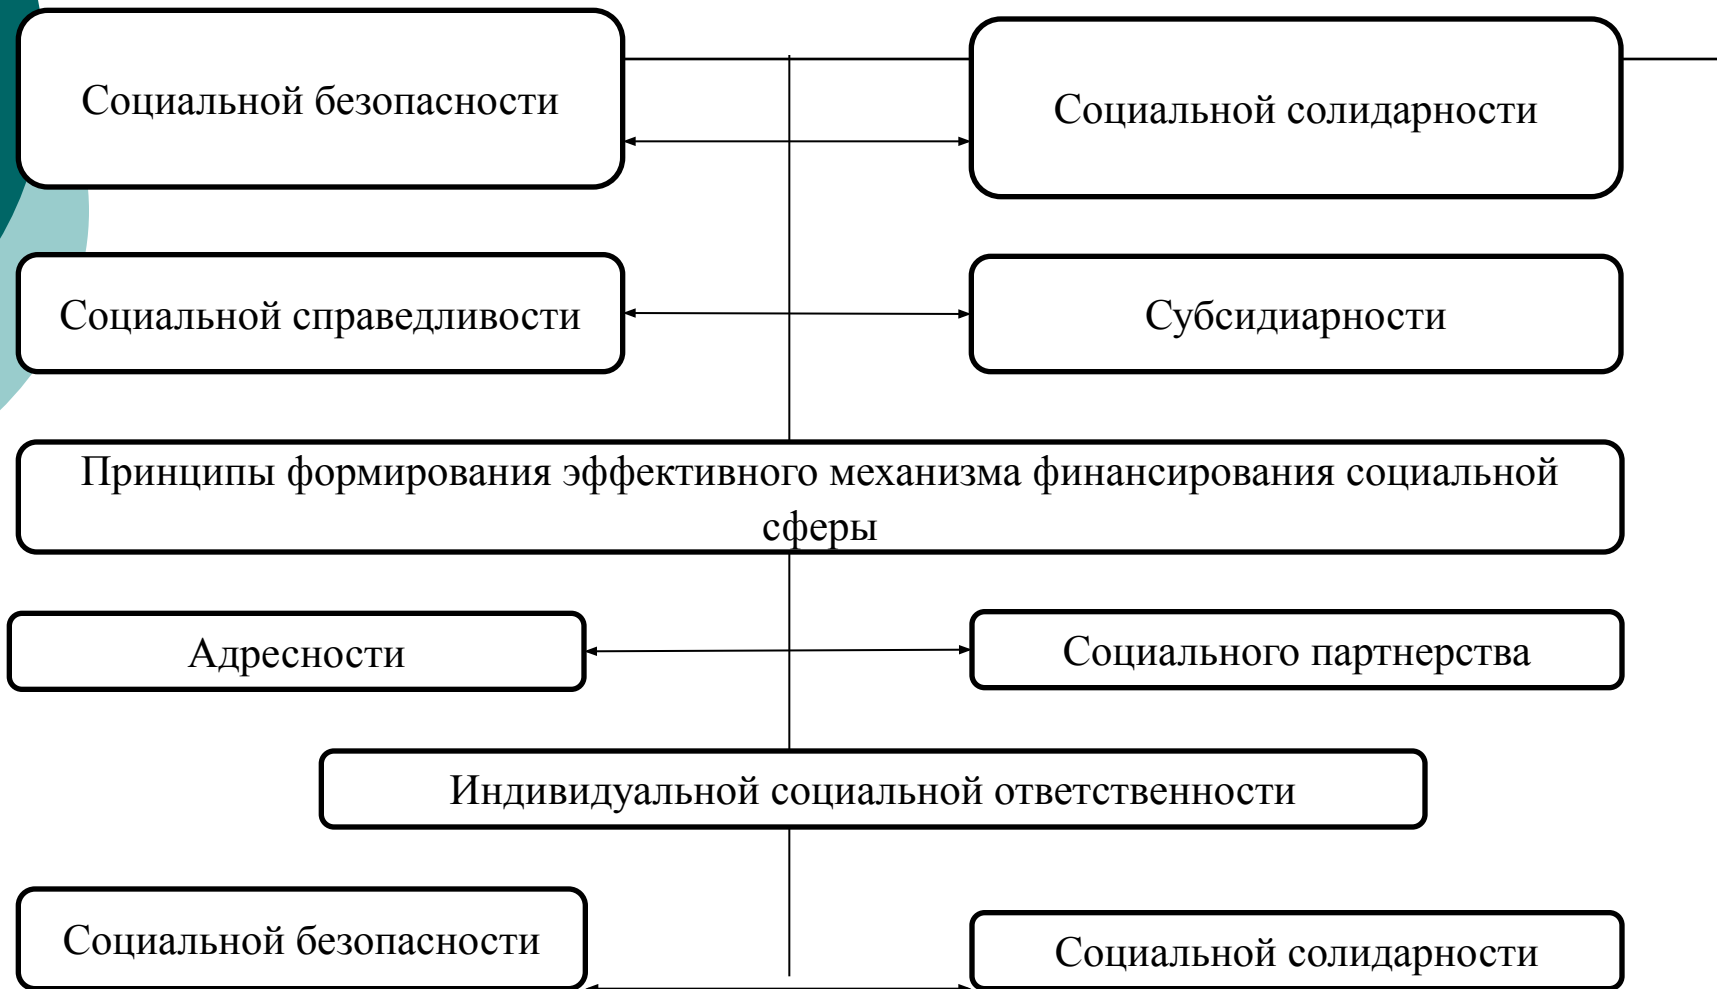 Социальной безопасности
Социальной солидарности
Социальной справедливости
Субсидиарности
Принципы формирования эффективного механизма финансирования социальной
сферы
Адресности
Социального партнерства
Индивидуальной социальной ответственности
Социальной безопасности
Социальной солидарности